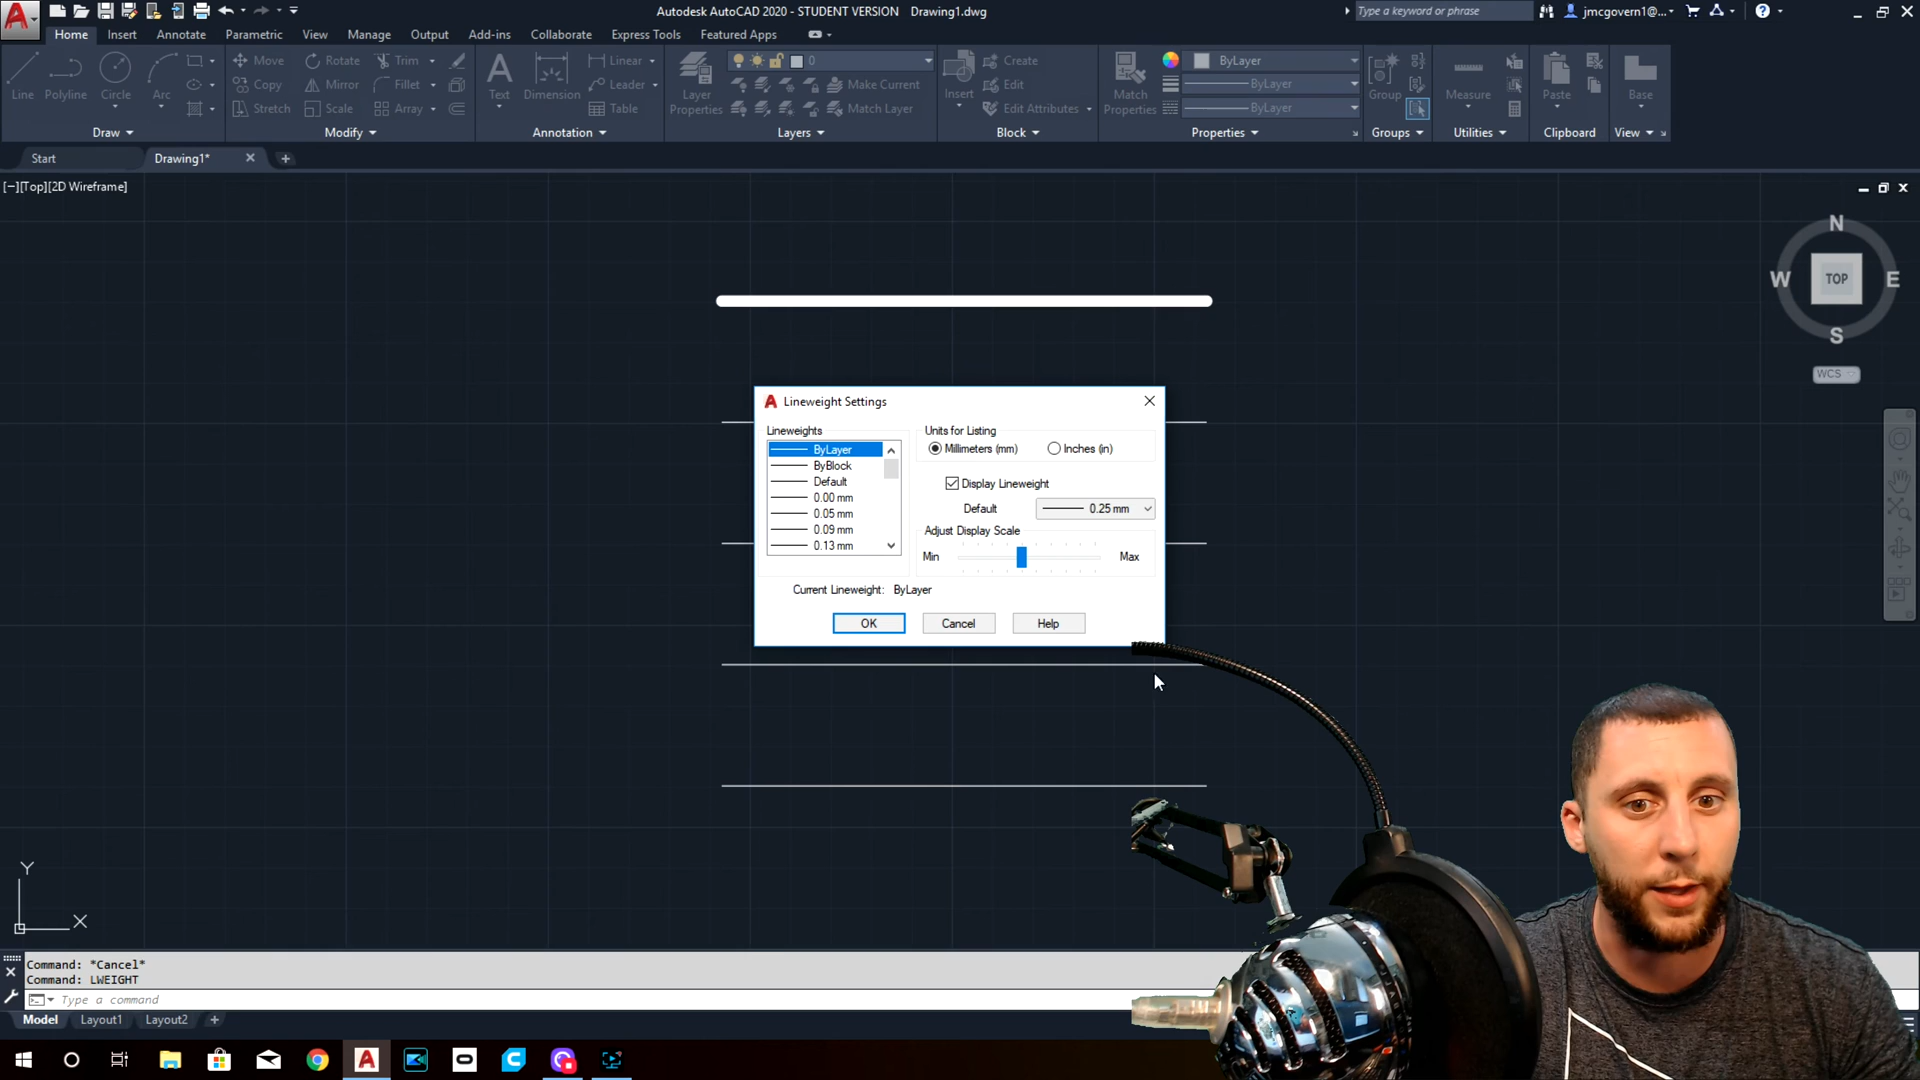 Autodesk AutoCAD 2020 - STUDENT VERSION Drawing1.dwg
Type a keyword or phrase
jmcgovern1@...
Home Insert Annotate Parametric View Manage Output Add-ins Collaborate Express Tools Featured Apps
Line Polyline Circle Arc
Move Rotate Trim
Copy Mirror Fillet
Stretch Scale Array
Text Dimension
Linear
Leader
Table
Layer Properties
0
Make Current
Match Layer
Insert
Create
Edit
Edit Attributes
Match Properties
ByLayer
ByLayer
ByLayer
Group
Measure
Paste
Base
Draw Modify Annotation Layers Block Properties Groups Utilities Clipboard View
Start Drawing1*
[−][Top][2D Wireframe]
N
W TOP E
S
WCS
Lineweight Settings
Lineweights
ByLayer
ByBlock
Default
0.00 mm
0.05 mm
0.09 mm
0.13 mm
Units for Listing
Millimeters (mm) Inches (in)
Display Lineweight
Default 0.25 mm
Adjust Display Scale
Min Max
Current Lineweight: ByLayer
OK Cancel Help
Y
X
Command: *Cancel*
Command: LWEIGHT
Type a command
Model Layout1 Layout2